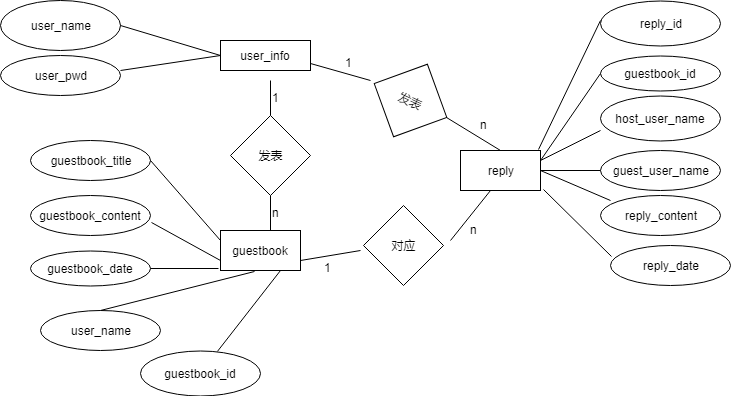 user_name
reply_id
user_info
1
user_pwd
guestbook_id
发表
1
n
host_user_name
发表
guestbook_title
reply
guest_user_name
guestbook_content
n
reply_content
n
guestbook
对应
guestbook_date
1
reply_date
user_name
guestbook_id